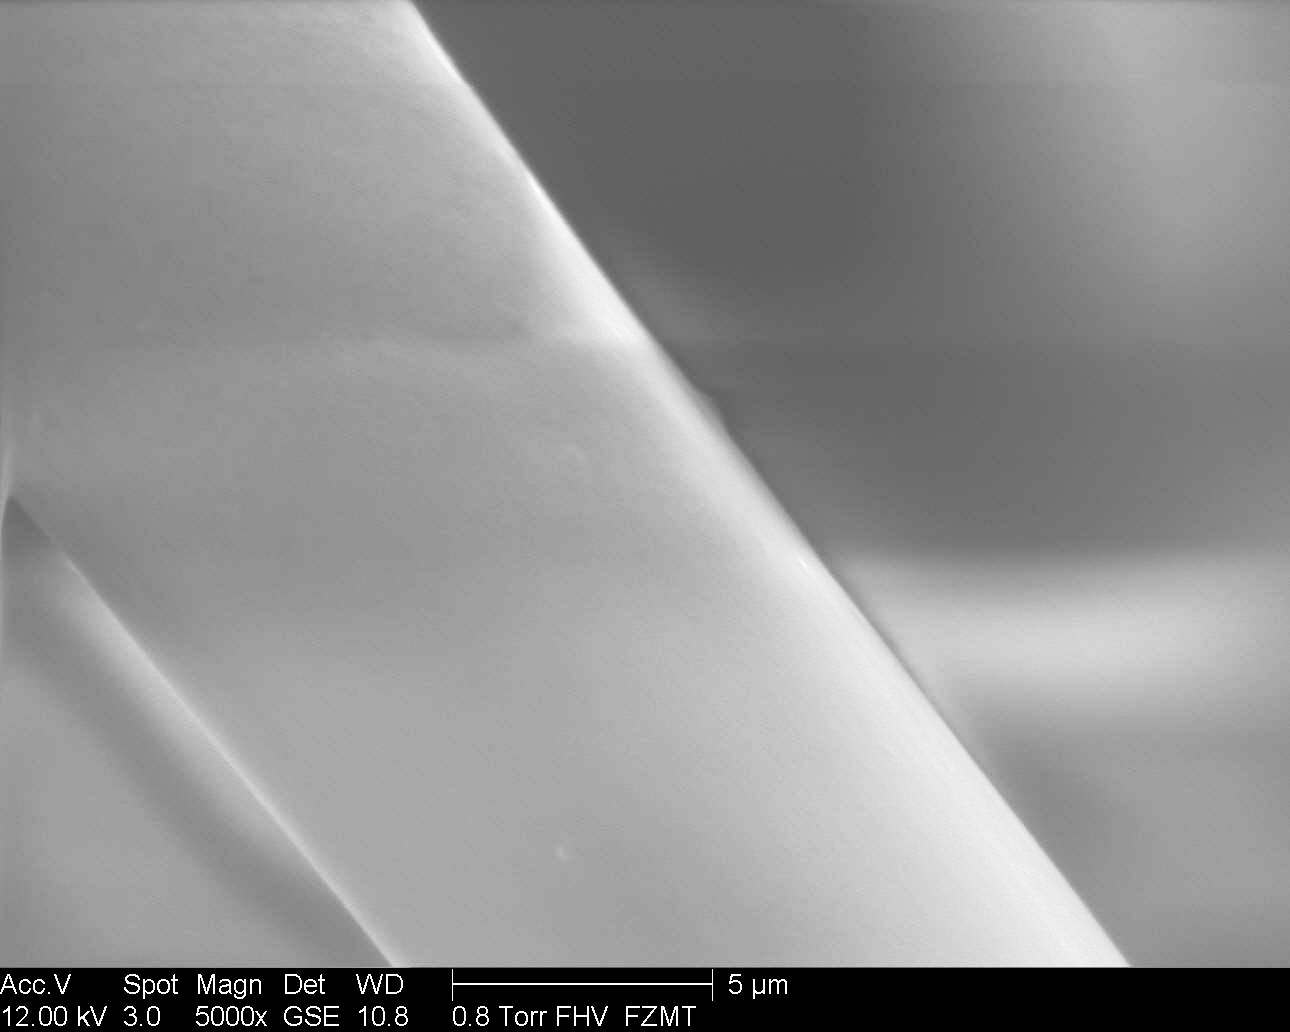 Acc.V Spot Magn Det WD 5 µm
12.00 kV 3.0 5000x GSE 10.8 0.8 Torr FHV FZMT